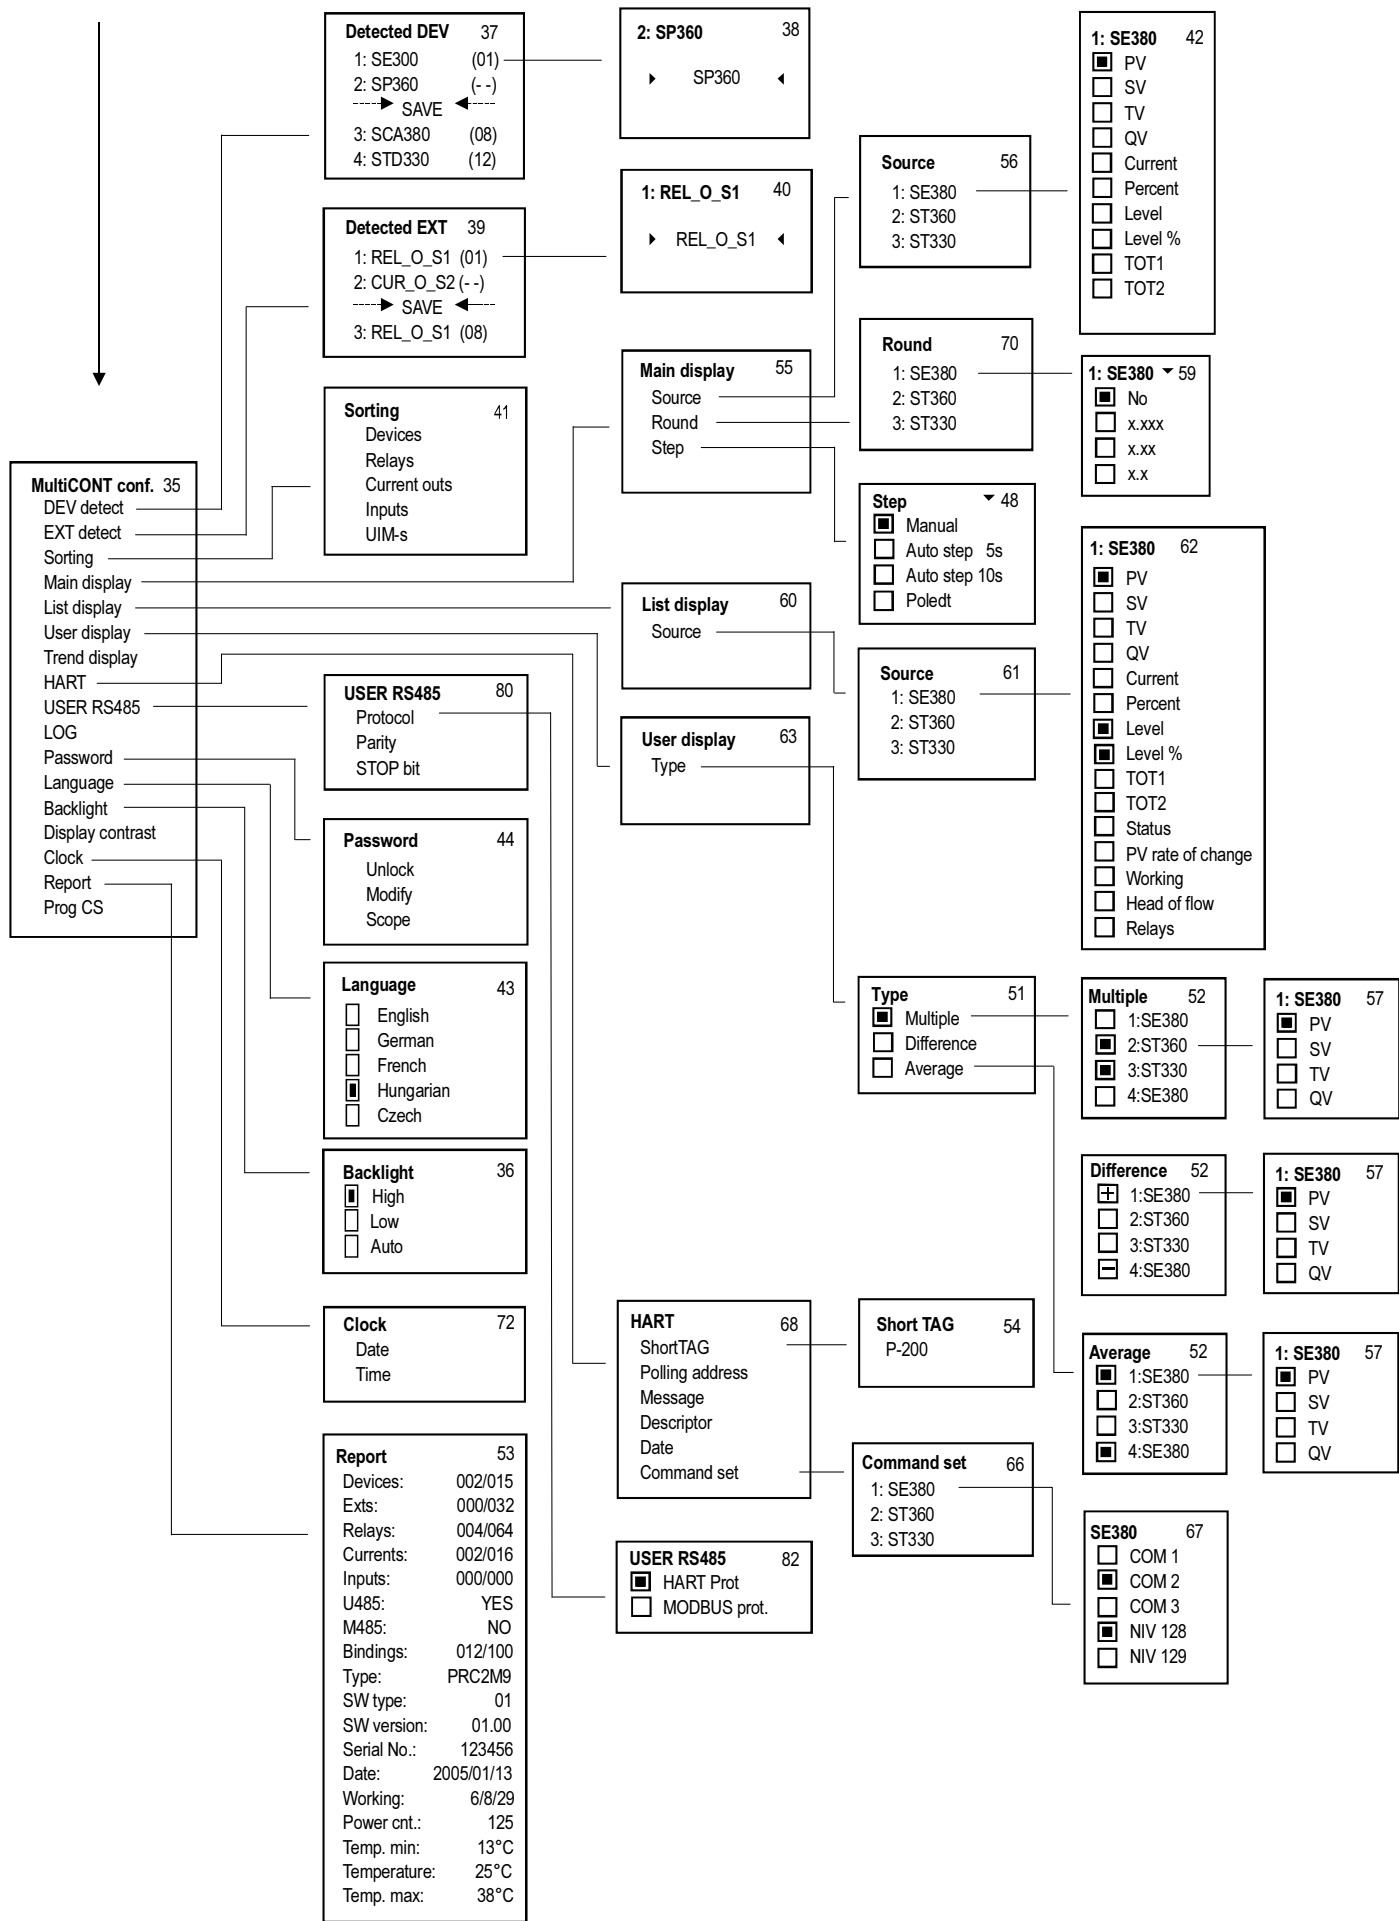 Detected DEV 37
1: SE300 (01)
2: SP360 (- -)
SAVE
3: SCA380 (08)
4: STD330 (12)
2: SP360 38
SP360
1: SE380 42
PV
SV
TV
QV
Current
Percent
Level
Level %
TOT1
TOT2
Detected EXT 39
1: REL_O_S1 (01)
2: CUR_O_S2 (- -)
SAVE
3: REL_O_S1 (08)
1: REL_O_S1 40
REL_O_S1
Source 56
1: SE380
2: ST360
3: ST330
Sorting 41
Devices
Relays
Current outs
Inputs
UIM-s
Main display 55
Source
Round
Step
Round 70
1: SE380
2: ST360
3: ST330
1: SE380 59
No
x.xxx
x.xx
x.x
MultiCONT conf. 35
DEV detect
EXT detect
Sorting
Main display
List display
User display
Trend display
HART
USER RS485
LOG
Password
Language
Backlight
Display contrast
Clock
Report
Prog CS
Step 48
Manual
Auto step 5s
Auto step 10s
Poledt
1: SE380 62
PV
SV
TV
QV
Current
Percent
Level
Level %
TOT1
TOT2
Status
PV rate of change
Working
Head of flow
Relays
List display 60
Source
Source 61
1: SE380
2: ST360
3: ST330
USER RS485 80
Protocol
Parity
STOP bit
User display 63
Type
Password 44
Unlock
Modify
Scope
Language 43
English
German
French
Hungarian
Czech
Type 51
Multiple
Difference
Average
Multiple 52
1:SE380
2:ST360
3:ST330
4:SE380
1: SE380 57
PV
SV
TV
QV
Backlight 36
High
Low
Auto
Difference 52
1:SE380
2:ST360
3:ST330
4:SE380
1: SE380 57
PV
SV
TV
QV
Clock 72
Date
Time
HART 68
ShortTAG
Polling address
Message
Descriptor
Date
Command set
Short TAG 54
P-200
Average 52
1:SE380
2:ST360
3:ST330
4:SE380
1: SE380 57
PV
SV
TV
QV
Report 53
Devices: 002/015
Exts: 000/032
Relays: 004/064
Currents: 002/016
Inputs: 000/000
U485: YES
M485: NO
Bindings: 012/100
Type: PRC2M9
SW type: 01
SW version: 01.00
Serial No.: 123456
Date: 2005/01/13
Working: 6/8/29
Power cnt.: 125
Temp. min: 13°C
Temperature: 25°C
Temp. max: 38°C
Command set 66
1: SE380
2: ST360
3: ST330
USER RS485 82
HART Prot
MODBUS prot.
SE380 67
COM 1
COM 2
COM 3
NIV 128
NIV 129